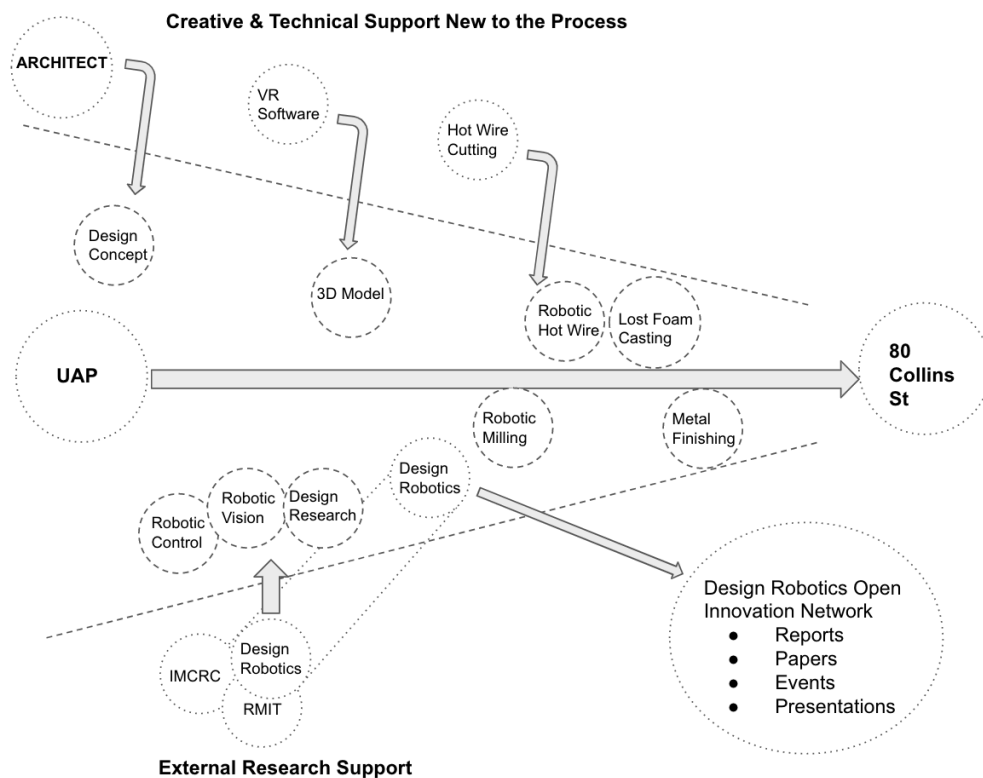 Creative & Technical Support New to the Process
ARCHITECT
VR
Software
Hot Wire
Cutting
Design
Concept
3D Model
Robotic
Hot Wire
Lost Foam
Casting
UAP
80
Collins
St
Robotic
Milling
Metal
Finishing
Design
Robotics
Robotic
Control
Robotic
Vision
Design
Research
Design Robotics Open
Innovation Network
● Reports
● Papers
● Events
● Presentations
IMCRC
Design
Robotics
RMIT
External Research Support